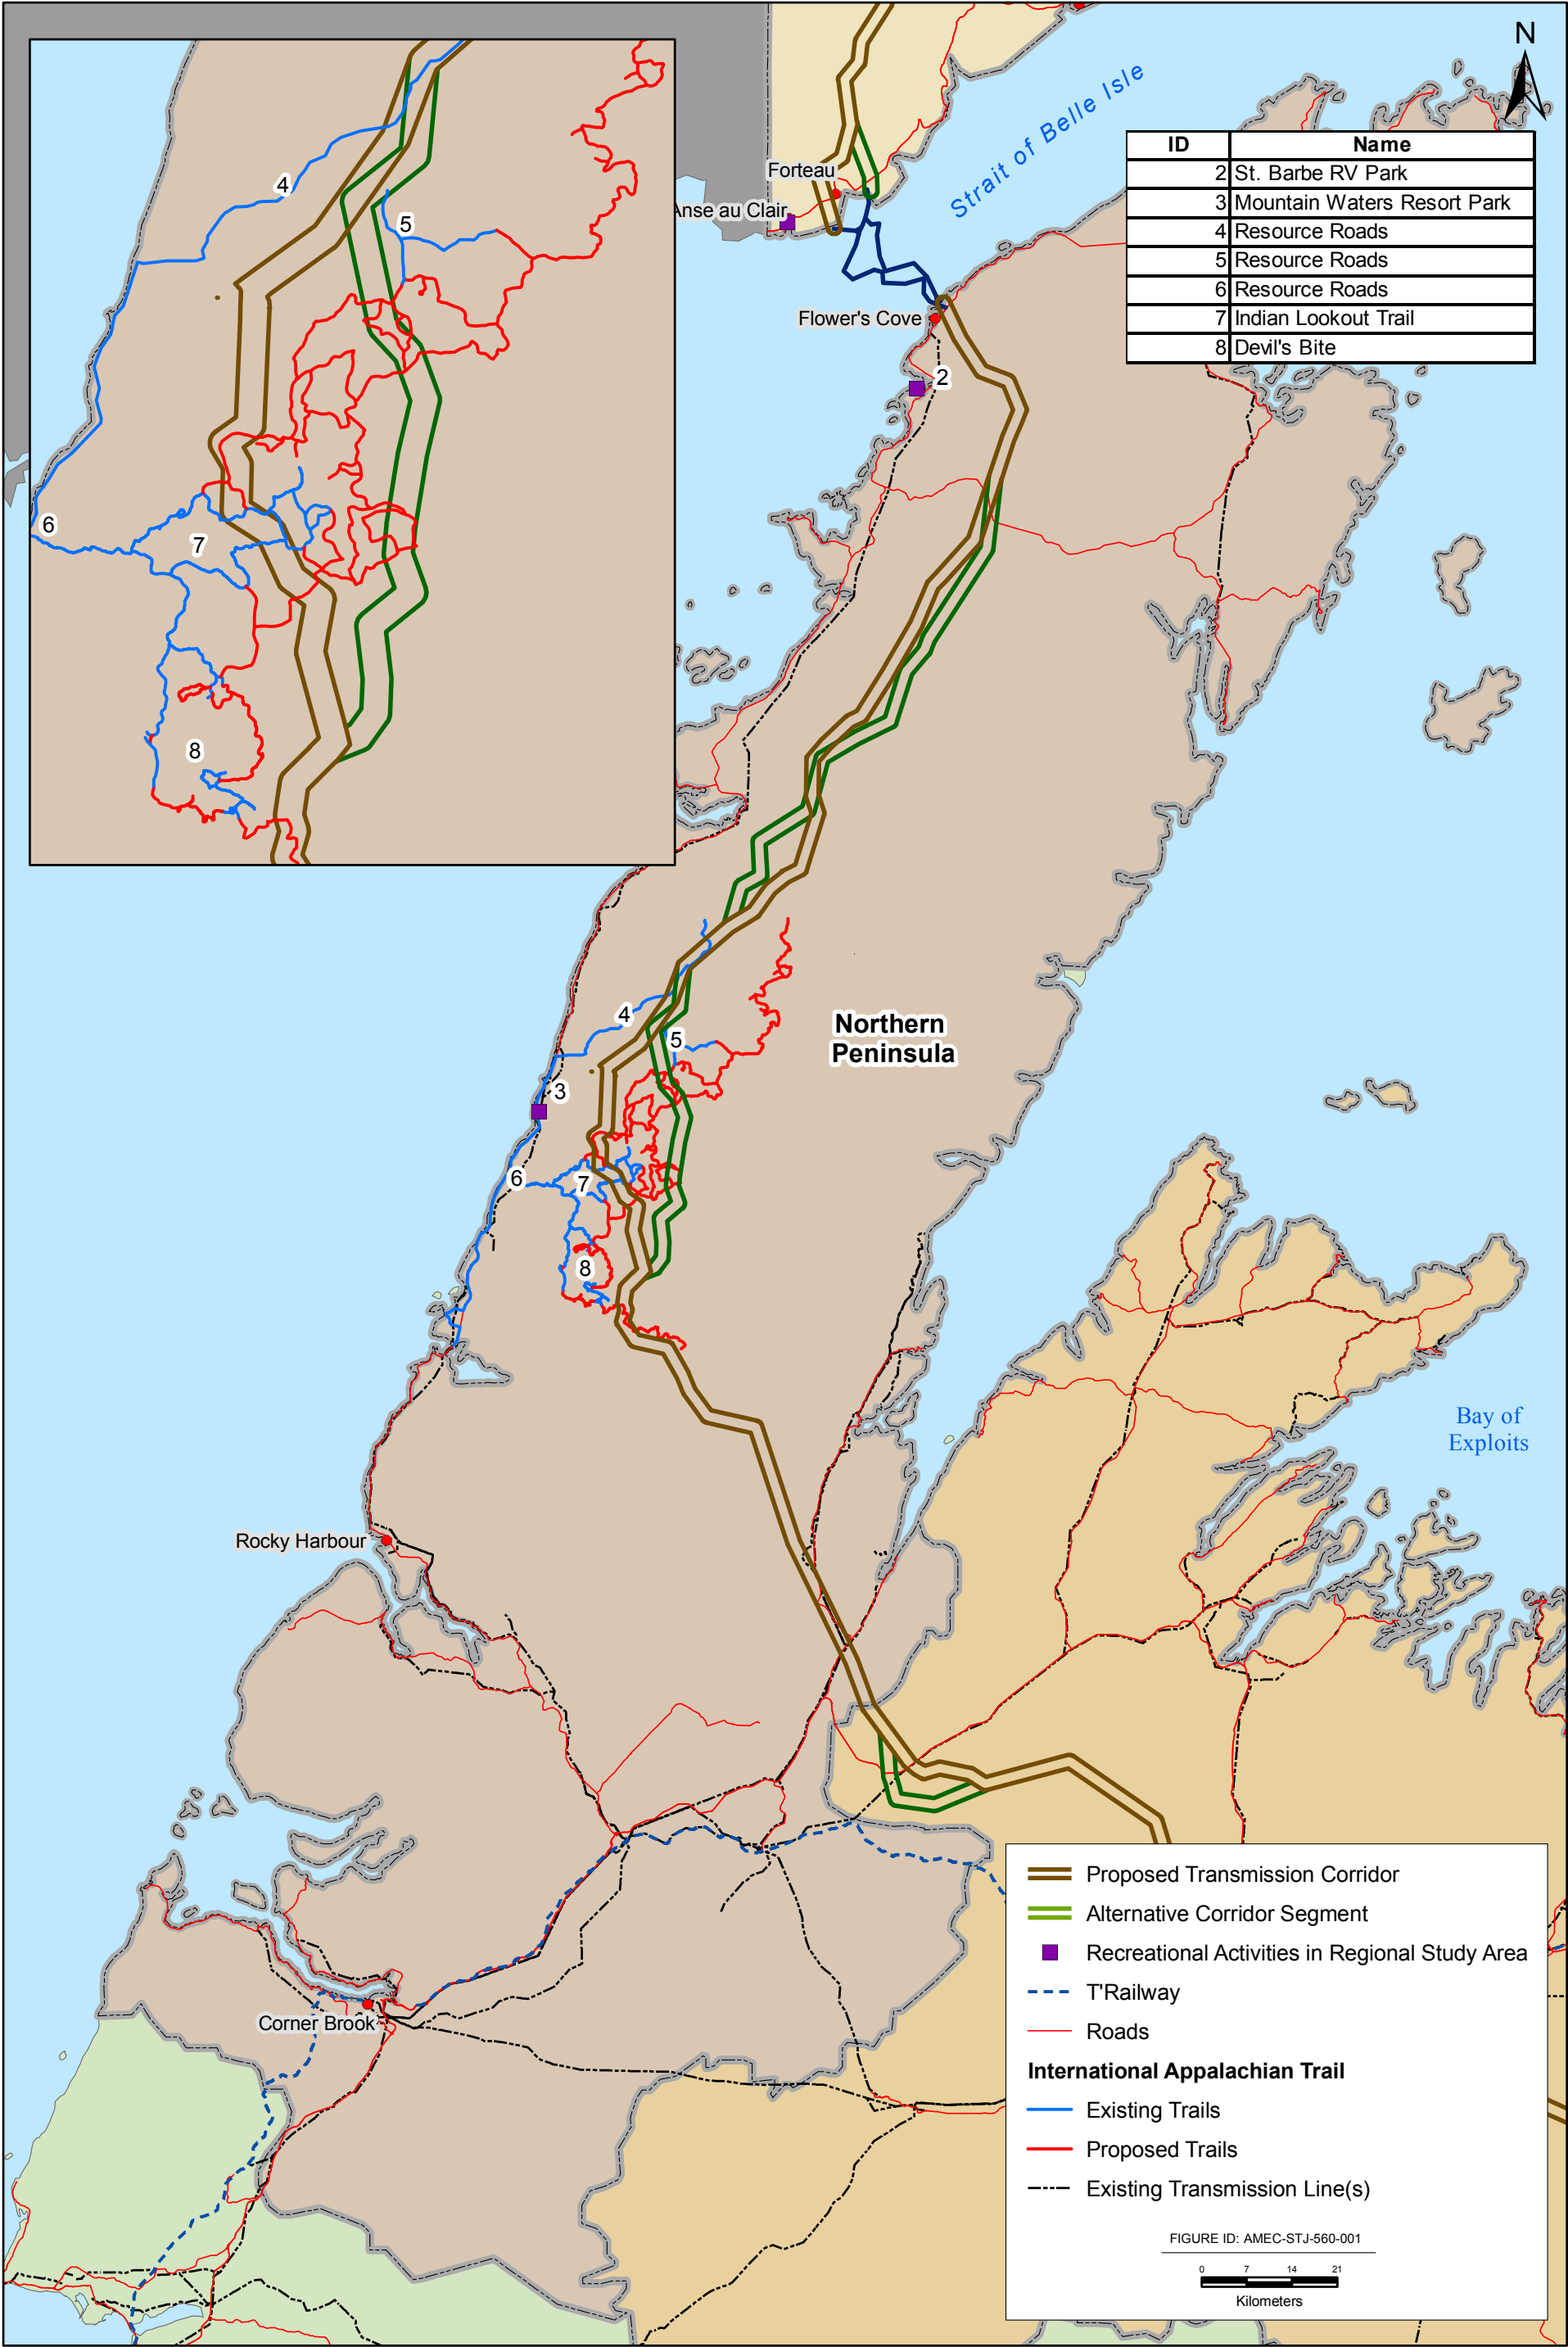 N
Strait of Belle Isle
Forteau
Anse au Clair
Flower's Cove
ID Name
2 St. Barbe RV Park
3 Mountain Waters Resort Park
4 Resource Roads
5 Resource Roads
6 Resource Roads
7 Indian Lookout Trail
8 Devil's Bite
4
5
6
7
8
2
Northern
Peninsula
4
5
3
6
7
8
Bay of
Exploits
Rocky Harbour
Corner Brook
Proposed Transmission Corridor
Alternative Corridor Segment
Recreational Activities in Regional Study Area
T'Railway
Roads
International Appalachian Trail
Existing Trails
Proposed Trails
Existing Transmission Line(s)
FIGURE ID: AMEC-STJ-560-001
0 7 14 21
Kilometers